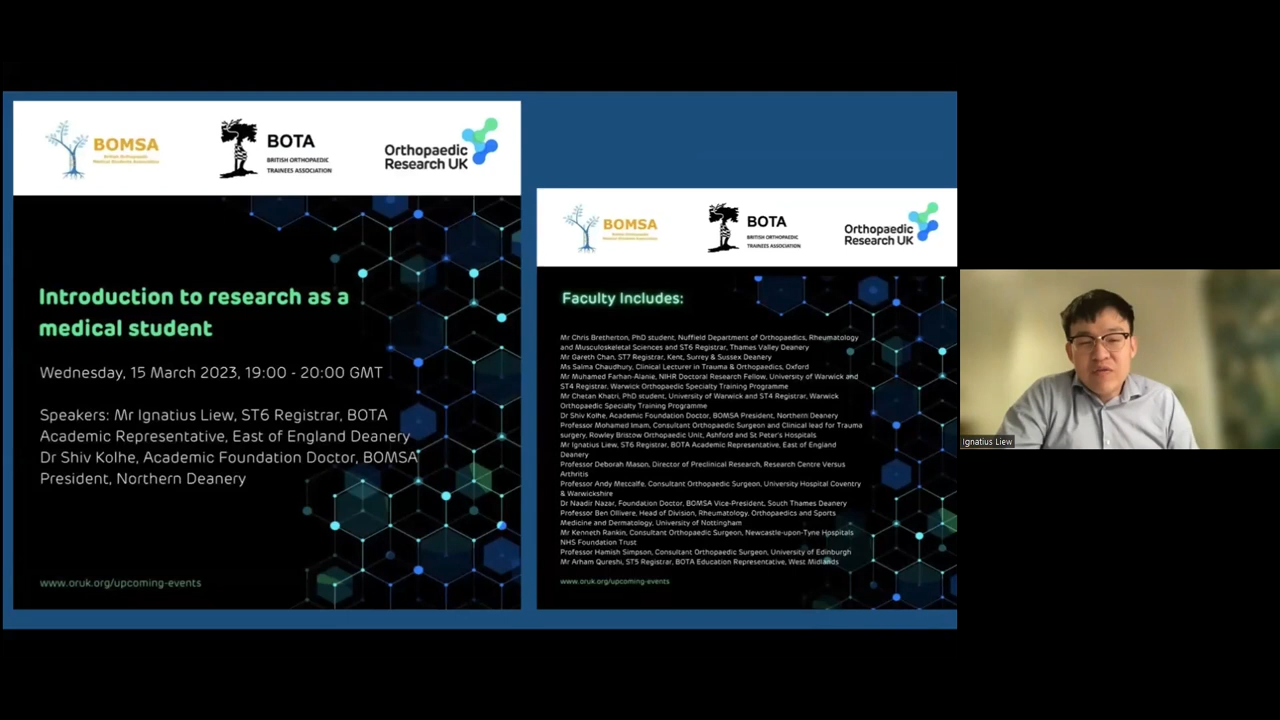 BOMSA
British Orthopaedic
Medical Students Association
BOTA
BRITISH ORTHOPAEDIC
TRAINEES ASSOCIATION
Orthopaedic
Research UK
Introduction to research as a
medical student
Wednesday, 15 March 2023, 19:00 - 20:00 GMT
Speakers: Mr Ignatius Liew, ST6 Registrar, BOTA
Academic Representative, East of England Deanery
Dr Shiv Kolhe, Academic Foundation Doctor, BOMSA
President, Northern Deanery
www.oruk.org/upcoming-events
BOMSA
British Orthopaedic
Medical Students Association
BOTA
BRITISH ORTHOPAEDIC
TRAINEES ASSOCIATION
Orthopaedic
Research UK
Faculty Includes:
Mr Chris Bretherton, PhD student, Nuffield Department of Orthopaedics, Rheumatology
and Musculoskeletal Sciences and ST6 Registrar, Thames Valley Deanery
Mr Gareth Chan, ST7 Registrar, Kent, Surrey & Sussex Deanery
Ms Salma Chaudhury, Clinical Lecturer in Trauma & Orthopaedics, Oxford
Mr Muhamed Farhan-Alanie, NIHR Doctoral Research Fellow, University of Warwick and
ST4 Registrar, Warwick Orthopaedic Specialty Training Programme
Mr Chetan Khatri, PhD student, University of Warwick and ST4 Registrar, Warwick
Orthopaedic Specialty Training Programme
Dr Shiv Kolhe, Academic Foundation Doctor, BOMSA President, Northern Deanery
Professor Mohamed Imam, Consultant Orthopaedic Surgeon and Clinical lead for Trauma
surgery, Rowley Bristow Orthopaedic Unit, Ashford and St Peter's Hospitals
Mr Ignatius Liew, ST6 Registrar, BOTA Academic Representative, East of England
Deanery
Professor Deborah Mason, Director of Preclinical Research, Research Centre Versus
Arthritis
Professor Andy Metcalfe, Consultant Orthopaedic Surgeon, University Hospital Coventry
& Warwickshire
Dr Naadir Nazar, Foundation Doctor, BOMSA Vice-President, South Thames Deanery
Professor Ben Ollivere, Head of Division, Rheumatology, Orthopaedics and Sports
Medicine and Dermatology, University of Nottingham
Mr Kenneth Rankin, Consultant Orthopaedic Surgeon, Newcastle-upon-Tyne Hospitals
NHS Foundation Trust
Professor Hamish Simpson, Consultant Orthopaedic Surgeon, University of Edinburgh
Mr Arham Qureshi, ST5 Registrar, BOTA Education Representative, West Midlands
www.oruk.org/upcoming-events
Ignatius Liew